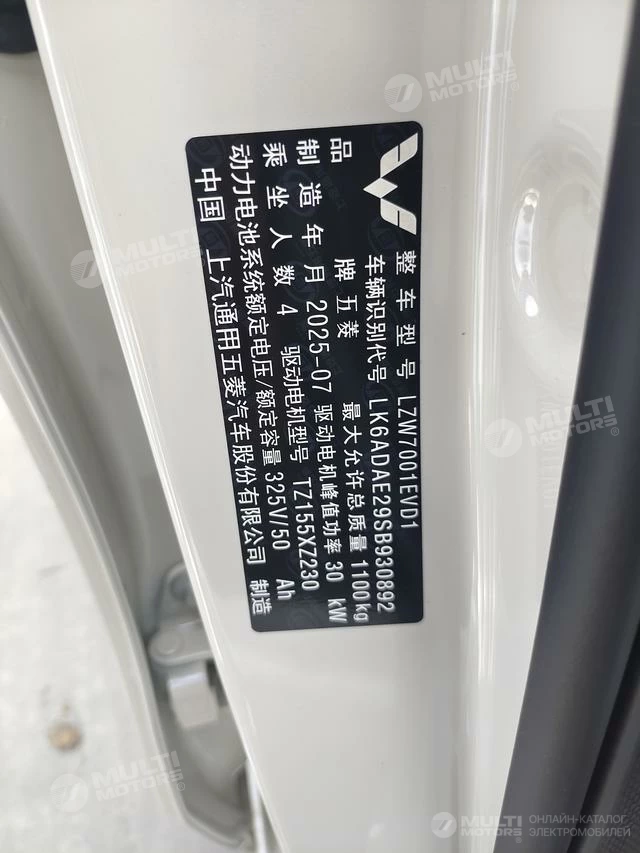 整车型号 LZW7001EVD1
车辆识别代号 LK6ADAE29SB930892
品 牌 五菱 最大允许总质量 1100kg
制造年月 2025-07 驱动电机峰值功率 30 kW
乘坐人数 4 驱动电机型号 TZ155XZ230
动力电池系统额定电压/额定容量 325V/50 Ah
中国 上汽通用五菱汽车股份有限公司 制造
MULTI MOTORS®
MULTI MOTORS®
MULTI MOTORS®
MULTI MOTORS®
MULTI MOTORS® ОНЛАЙН-КАТАЛОГ ЭЛЕКТРОМОБИЛЕЙ